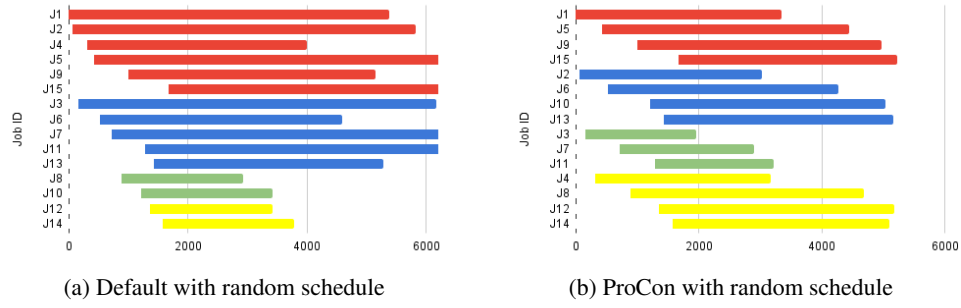 J1
J2
J4
J5
J9
J15
J3
J6
J7
J11
J13
J8
J10
J12
J14
Job ID
0 2000 4000 6000
(a) Default with random schedule
J1
J5
J9
J15
J2
J6
J10
J13
J3
J7
J11
J4
J8
J12
J14
Job ID
0 2000 4000 6000
(b) ProCon with random schedule